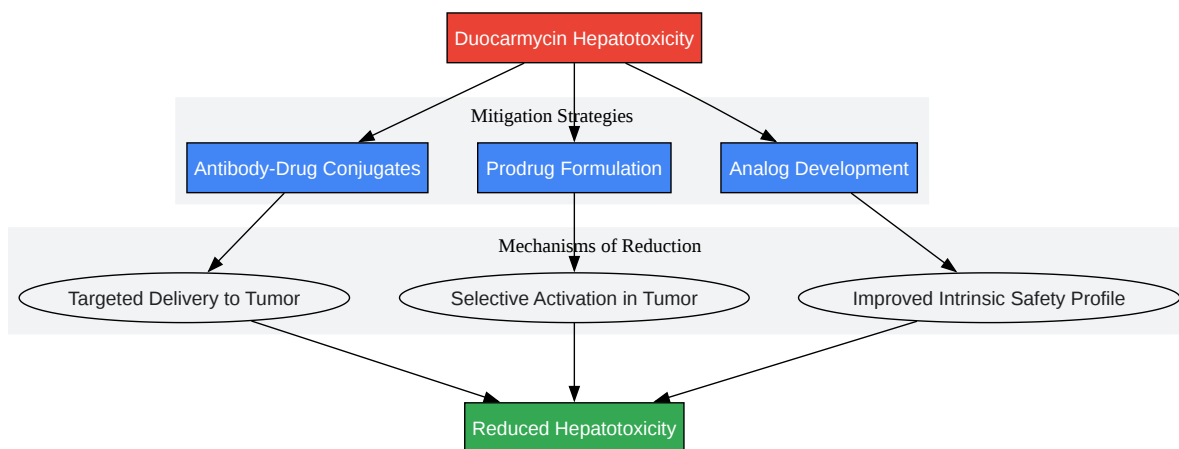 Duocarmycin Hepatotoxicity
Mitigation Strategies
Antibody-Drug Conjugates
Prodrug Formulation
Analog Development
Mechanisms of Reduction
Targeted Delivery to Tumor
Selective Activation in Tumor
Improved Intrinsic Safety Profile
Reduced Hepatotoxicity